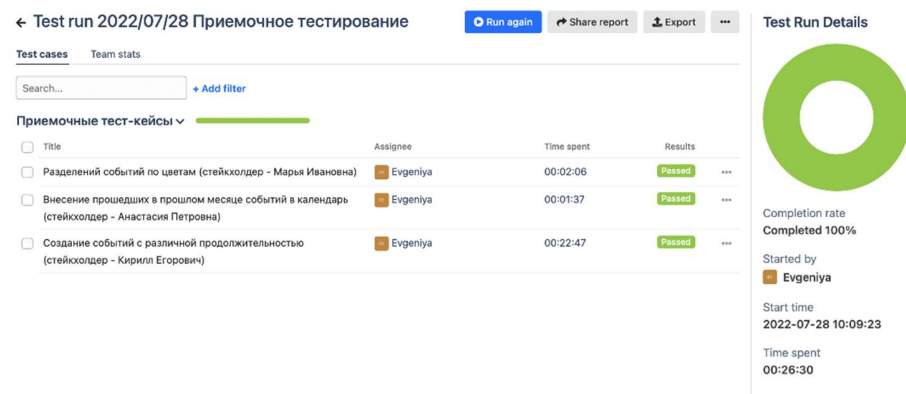 ← Test run 2022/07/28 Приемочное тестирование
Run again
Share report
Export
Test cases
Team stats
Search...
+ Add filter
Приемочные тест-кейсы
Title Assignee Time spent Results
Разделений событий по цветам (стейкхолдер - Марья Ивановна) Evgeniya 00:02:06 Passed
Внесение прошедших в прошлом месяце событий в календарь Evgeniya 00:01:37 Passed
(стейкхолдер - Анастасия Петровна)
Создание событий с различной продолжительностью Evgeniya 00:22:47 Passed
(стейкхолдер - Кирилл Егорович)
Test Run Details
Completion rate
Completed 100%
Started by
Evgeniya
Start time
2022-07-28 10:09:23
Time spent
00:26:30